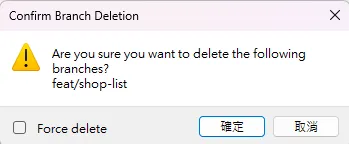 Confirm Branch Deletion
Are you sure you want to delete the following
branches?
feat/shop-list
Force delete
確定
取消